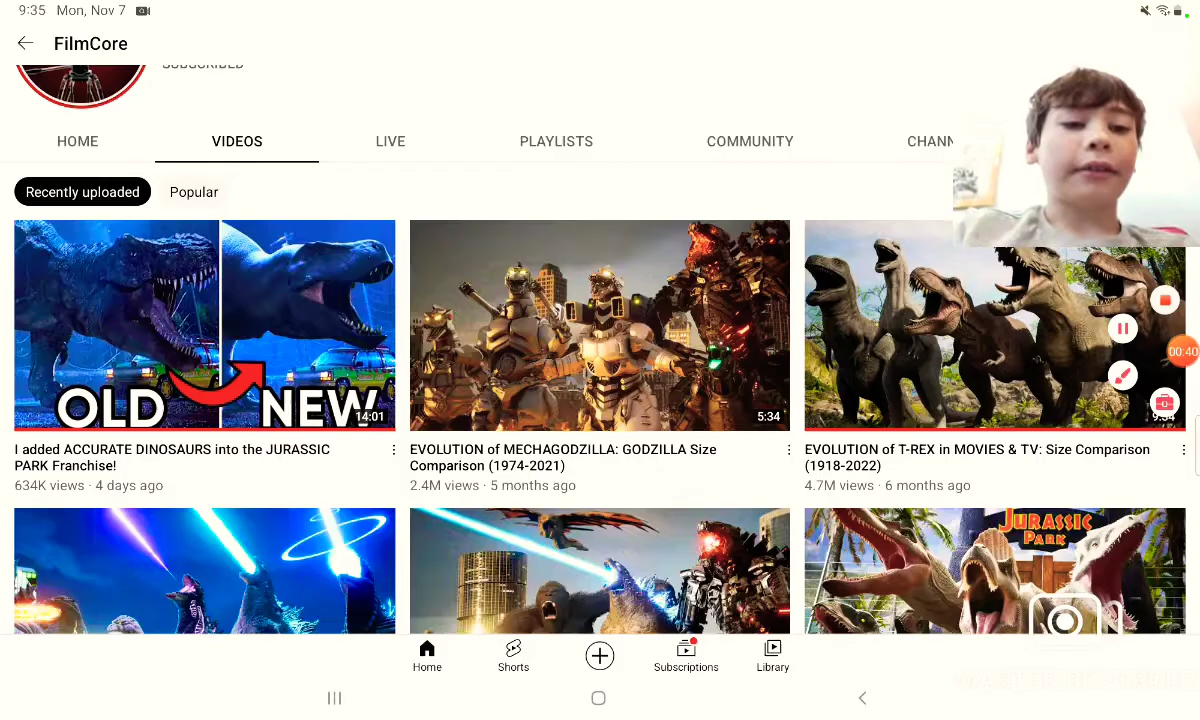 9:35 Mon, Nov 7
FilmCore
SUBSCRIBED
HOME VIDEOS LIVE PLAYLISTS COMMUNITY CHANN
Recently uploaded Popular
OLD NEW
14:01
5:34
9:34
00:40
I added ACCURATE DINOSAURS into the JURASSIC
PARK Franchise!
634K views · 4 days ago
EVOLUTION of MECHAGODZILLA: GODZILLA Size
Comparison (1974-2021)
2.4M views · 5 months ago
EVOLUTION of T-REX in MOVIES & TV: Size Comparison
(1918-2022)
4.7M views · 6 months ago
JURASSIC
PARK
Home Shorts Subscriptions Library